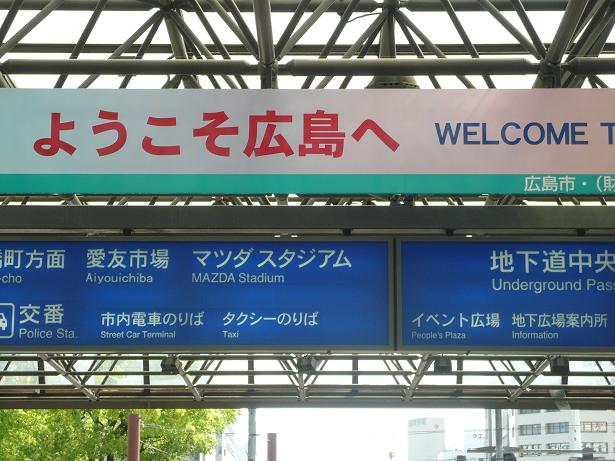 ようこそ広島へ WELCOME T
広島市・(財
町方面 愛友市場 マツダ スタジアム
-cho Aiyouichiba MAZDA Stadium
交番 市内電車のりば タクシーのりば
Police Sta. Street Car Terminal Taxi
地下道中央
Underground Pas
イベント広場 地下広場案内所
People's Plaza Information